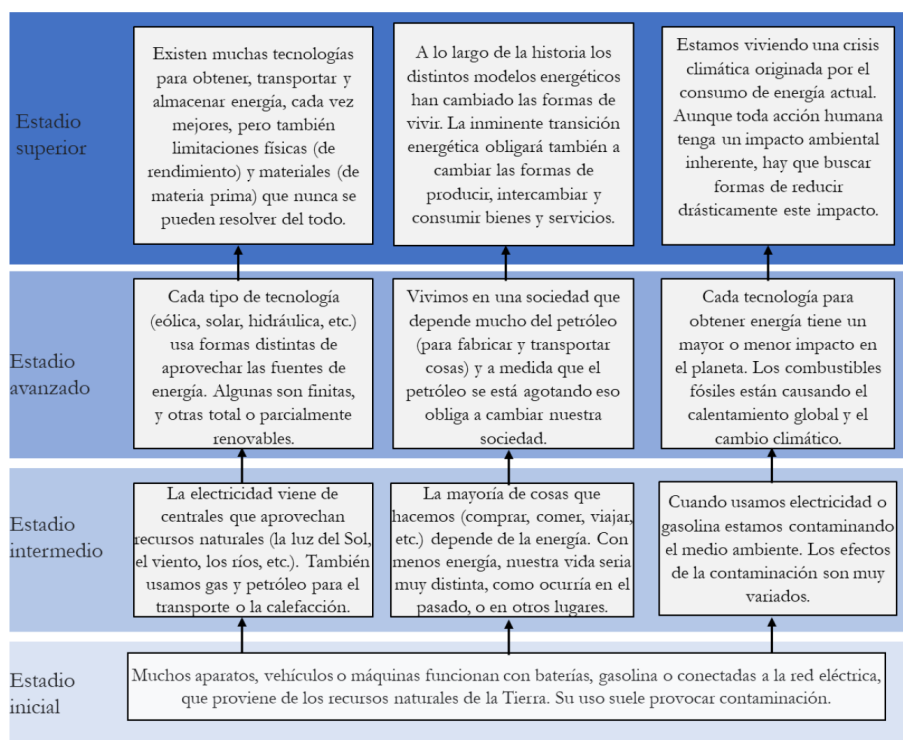 Estadio
superior
Existen muchas tecnologías
para obtener, transportar y
almacenar energía, cada vez
mejores, pero también
limitaciones físicas (de
rendimiento) y materiales (de
materia prima) que nunca se
pueden resolver del todo.
A lo largo de la historia los
distintos modelos energéticos
han cambiado las formas de
vivir. La inminente transición
energética obligará también a
cambiar las formas de
producir, intercambiar y
consumir bienes y servicios.
Estamos viviendo una crisis
climática originada por el
consumo de energía actual.
Aunque toda acción humana
tenga un impacto ambiental
inherente, hay que buscar
formas de reducir
drásticamente este impacto.
Estadio
avanzado
Cada tipo de tecnología
(eólica, solar, hidráulica, etc.)
usa formas distintas de
aprovechar las fuentes de
energía. Algunas son finitas,
y otras total o parcialmente
renovables.
Vivimos en una sociedad que
depende mucho del petróleo
(para fabricar y transportar
cosas) y a medida que el
petróleo se está agotando eso
obliga a cambiar nuestra
sociedad.
Cada tecnología para
obtener energía tiene un
mayor o menor impacto en
el planeta. Los combustibles
fósiles están causando el
calentamiento global y el
cambio climático.
Estadio
intermedio
La electricidad viene de
centrales que aprovechan
recursos naturales (la luz del Sol,
el viento, los ríos, etc.). También
usamos gas y petróleo para el
transporte o la calefacción.
La mayoría de cosas que
hacemos (comprar, comer, viajar,
etc.) depende de la energía. Con
menos energía, nuestra vida seria
muy distinta, como ocurría en el
pasado, o en otros lugares.
Cuando usamos electricidad o
gasolina estamos contaminando
el medio ambiente. Los efectos
de la contaminación son muy
variados.
Estadio
inicial
Muchos aparatos, vehículos o máquinas funcionan con baterías, gasolina o conectadas a la red eléctrica,
que proviene de los recursos naturales de la Tierra. Su uso suele provocar contaminación.